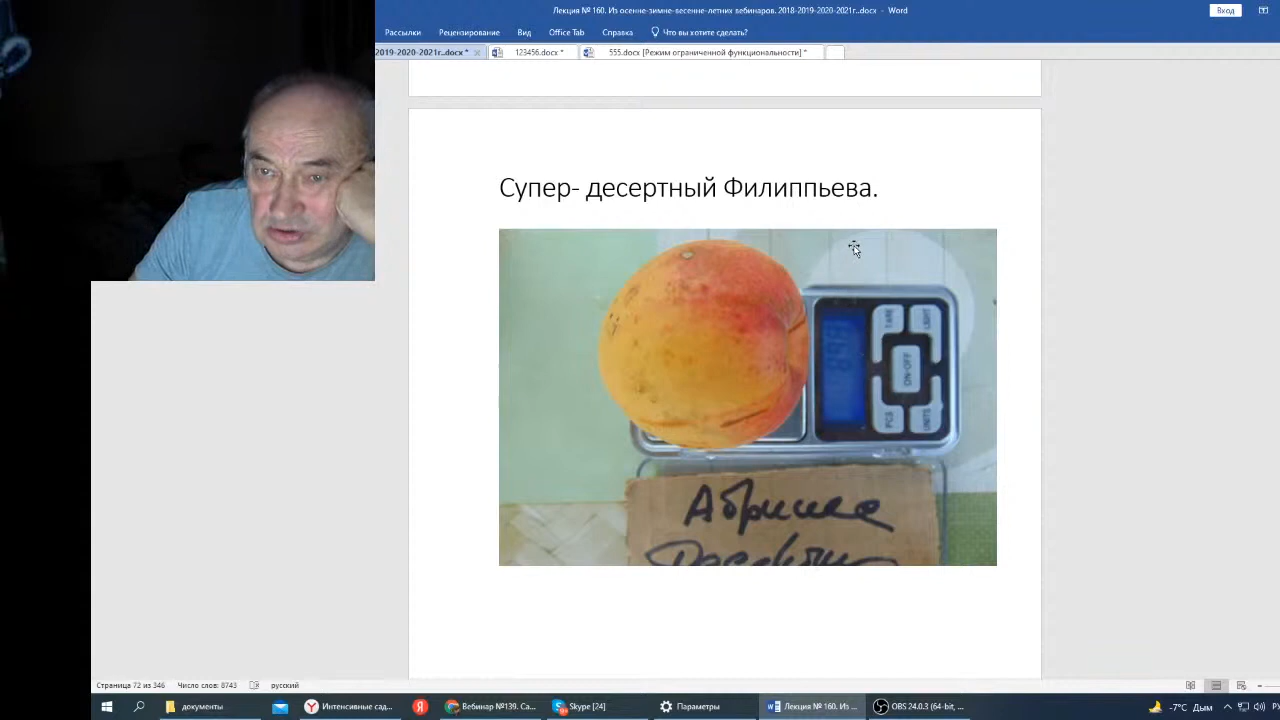 Лекция № 160. Из осенне-зимне-весенне-летних вебинаров. 2018-2019-2020-2021г..docx - Word
Вход
Рассылки Рецензирование Вид Office Tab Справка Что вы хотите сделать?
2019-2020-2021г..docx * 123456.docx * 555.docx [Режим ограниченной функциональности] *
Супер- десертный Филиппьева.
TARE LIGHT
ON-OFF
PCS UNITS
Абрикос
Страница 72 из 346 Число слов: 8743 русский
документы Интенсивные сад... Вебинар №139. Са... Skype [24] Параметры Лекция № 160. Из ... OBS 24.0.3 (64-bit, ... -7°C Дым